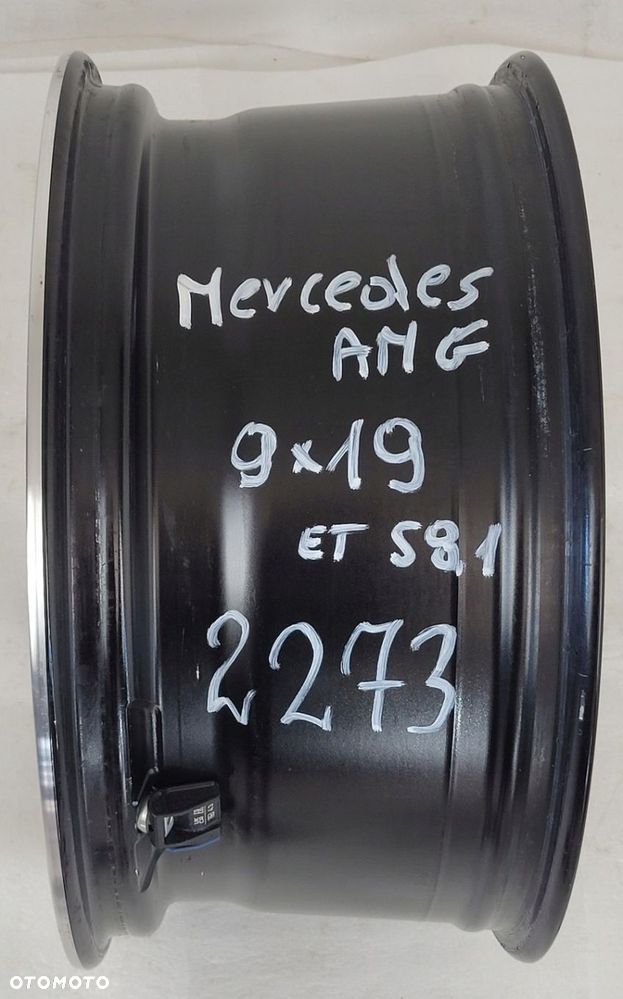 Mercedes
AMG
9x19
ET 58,1
2273
OTOMOTO